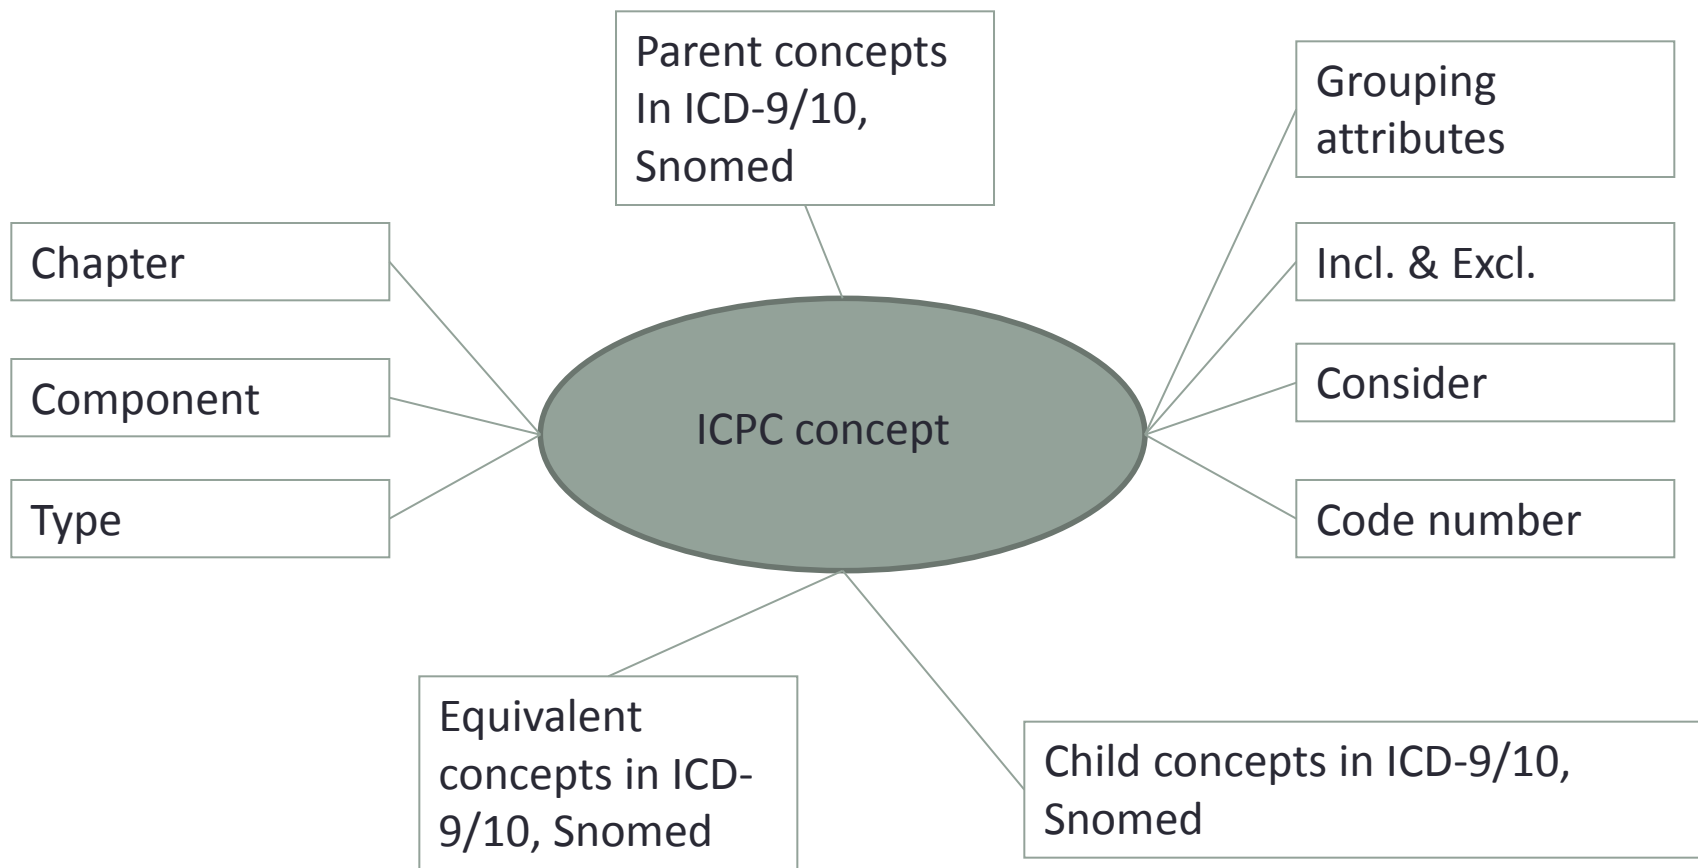 Parent concepts
In ICD-9/10,
Snomed
Grouping
attributes
Chapter
Incl. & Excl.
Component
Consider
ICPC concept
Type
Code number
Equivalent
concepts in ICD-
9/10, Snomed
Child concepts in ICD-9/10,
Snomed